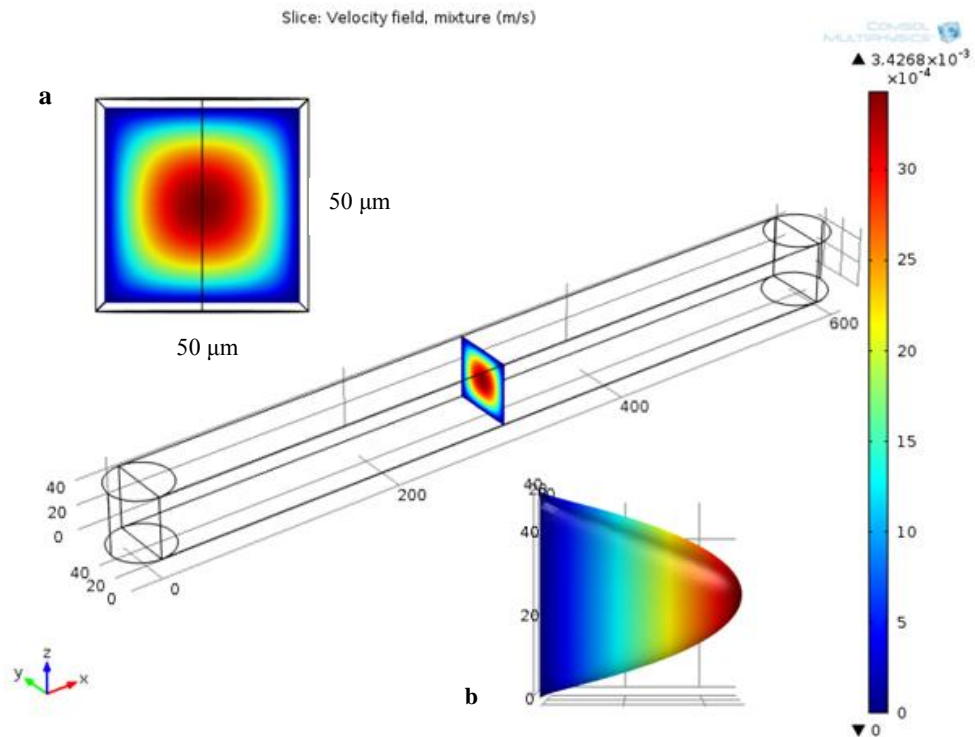 Slice: Velocity field, mixture (m/s)
COMSOL
MULTIPHYSICS
▲ 3.4268×10⁻³
×10⁻⁴
a
50 μm
50 μm
30
25
20
15
10
5
0
▼ 0
600
400
200
0
40
20
0
40
20
0
40
40
20
0
b
z
y
x